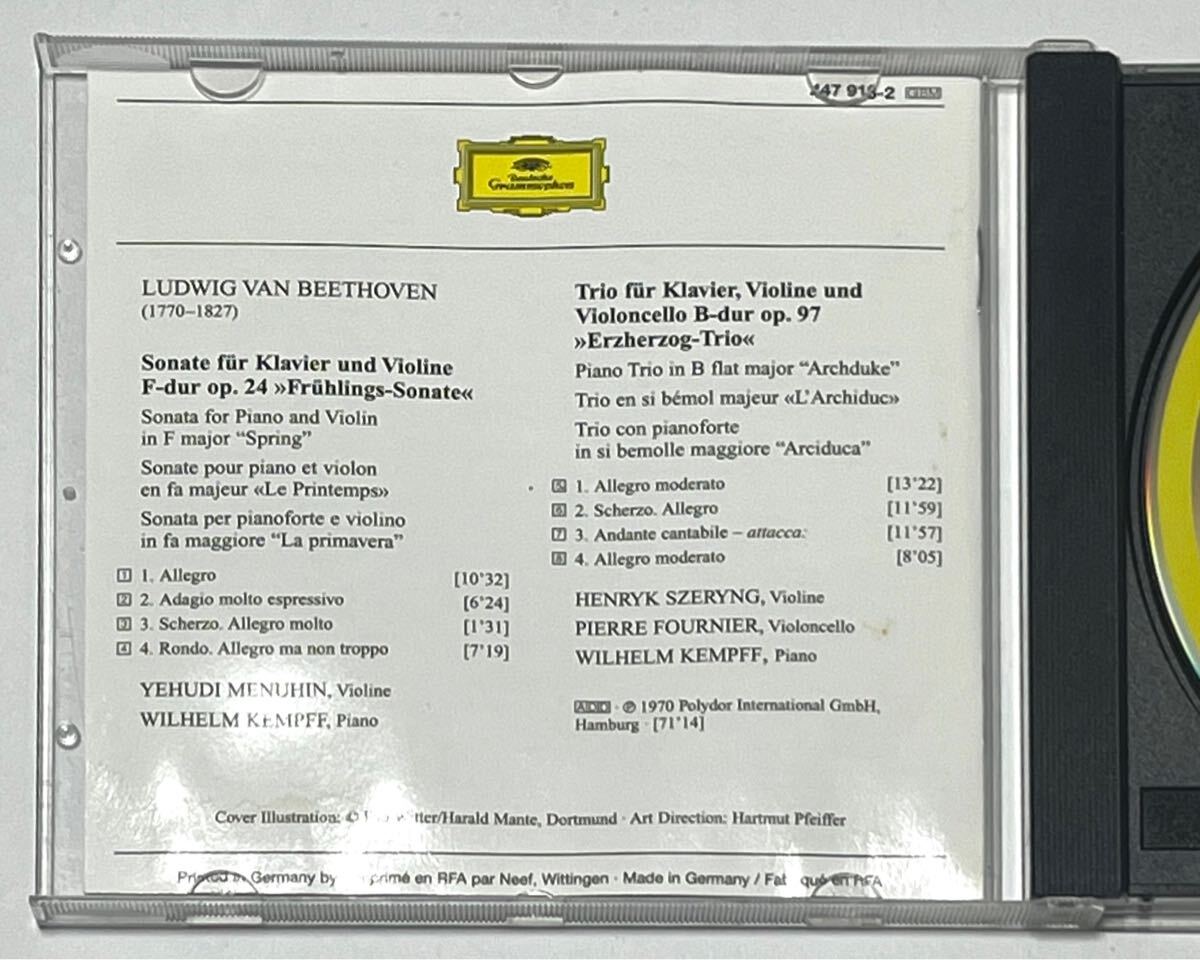 447 913-2 GBM
Deutsche
Grammophon
LUDWIG VAN BEETHOVEN
(1770–1827)
Sonate für Klavier und Violine
F-dur op. 24 »Frühlings-Sonate«
Sonata for Piano and Violin
in F major “Spring”
Sonate pour piano et violon
en fa majeur «Le Printemps»
Sonata per pianoforte e violino
in fa maggiore “La primavera”
1 1. Allegro [10'32]
2 2. Adagio molto espressivo [6'24]
3 3. Scherzo. Allegro molto [1'31]
4 4. Rondo. Allegro ma non troppo [7'19]
YEHUDI MENUHIN, Violine
WILHELM KEMPFF, Piano
Trio für Klavier, Violine und
Violoncello B-dur op. 97
»Erzherzog-Trio«
Piano Trio in B flat major “Archduke”
Trio en si bémol majeur «L'Archiduc»
Trio con pianoforte
in si bemolle maggiore “Arciduca”
5 1. Allegro moderato [13'22]
6 2. Scherzo. Allegro [11'59]
7 3. Andante cantabile – attacca: [11'57]
8 4. Allegro moderato [8'05]
HENRYK SZERYNG, Violine
PIERRE FOURNIER, Violoncello
WILHELM KEMPFF, Piano
ADD · ℗ 1970 Polydor International GmbH,
Hamburg · [71'14]
Cover Illustration: © /Harald Mante, Dortmund · Art Direction: Hartmut Pfeiffer
Printed in Germany by en RFA par Neef, Wittingen · Made in Germany / en RFA